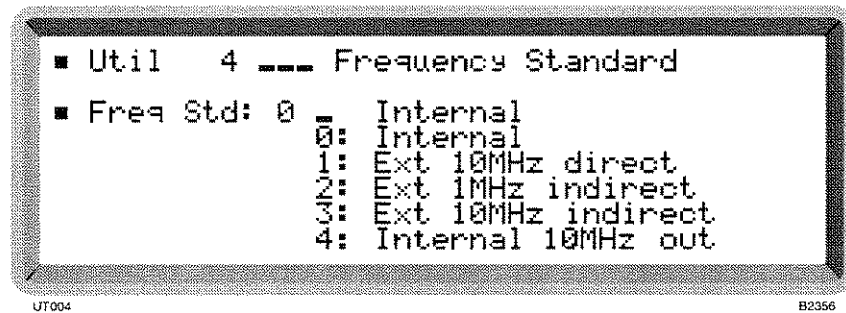 ■ Util 4 ___ Frequency Standard
■ Freq Std: 0 _ Internal
0: Internal
1: Ext 10MHz direct
2: Ext 1MHz indirect
3: Ext 10MHz indirect
4: Internal 10MHz out
UT004 B2356